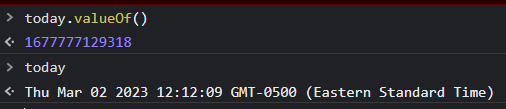 > today.valueOf()
<· 1677777129318
> today
<· Thu Mar 02 2023 12:12:09 GMT-0500 (Eastern Standard Time)